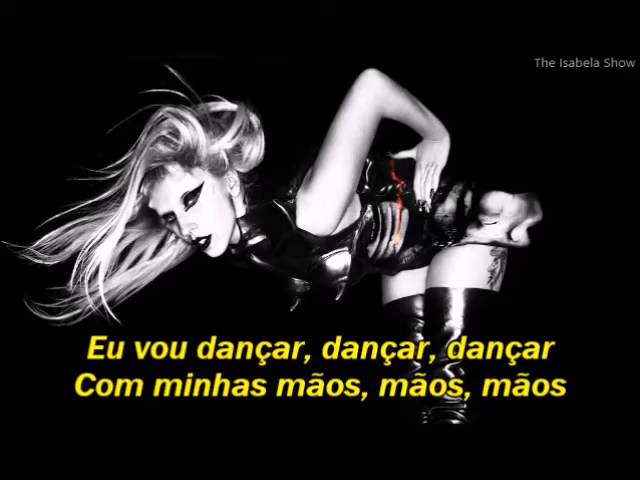 The Isabela Show
Eu vou dançar, dançar, dançar
Com minhas mãos, mãos, mãos